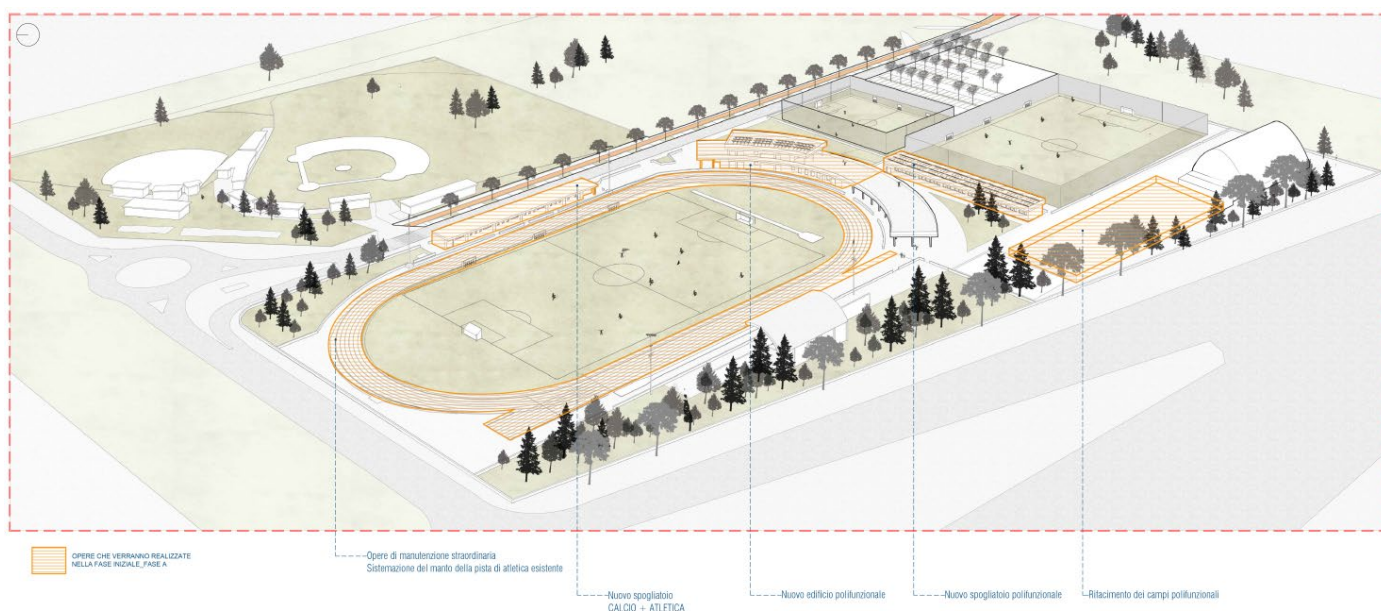 OPERE CHE VERRANNO REALIZZATE
NELLA FASE INIZIALE_FASE A
Opere di manutenzione straordinaria
Sistemazione del manto della pista di atletica esistente
Nuovo spogliatoio
CALCIO + ATLETICA
Nuovo edificio polifunzionale
Nuovo spogliatoio polifunzionale
Rifacimento dei campi polifunzionali